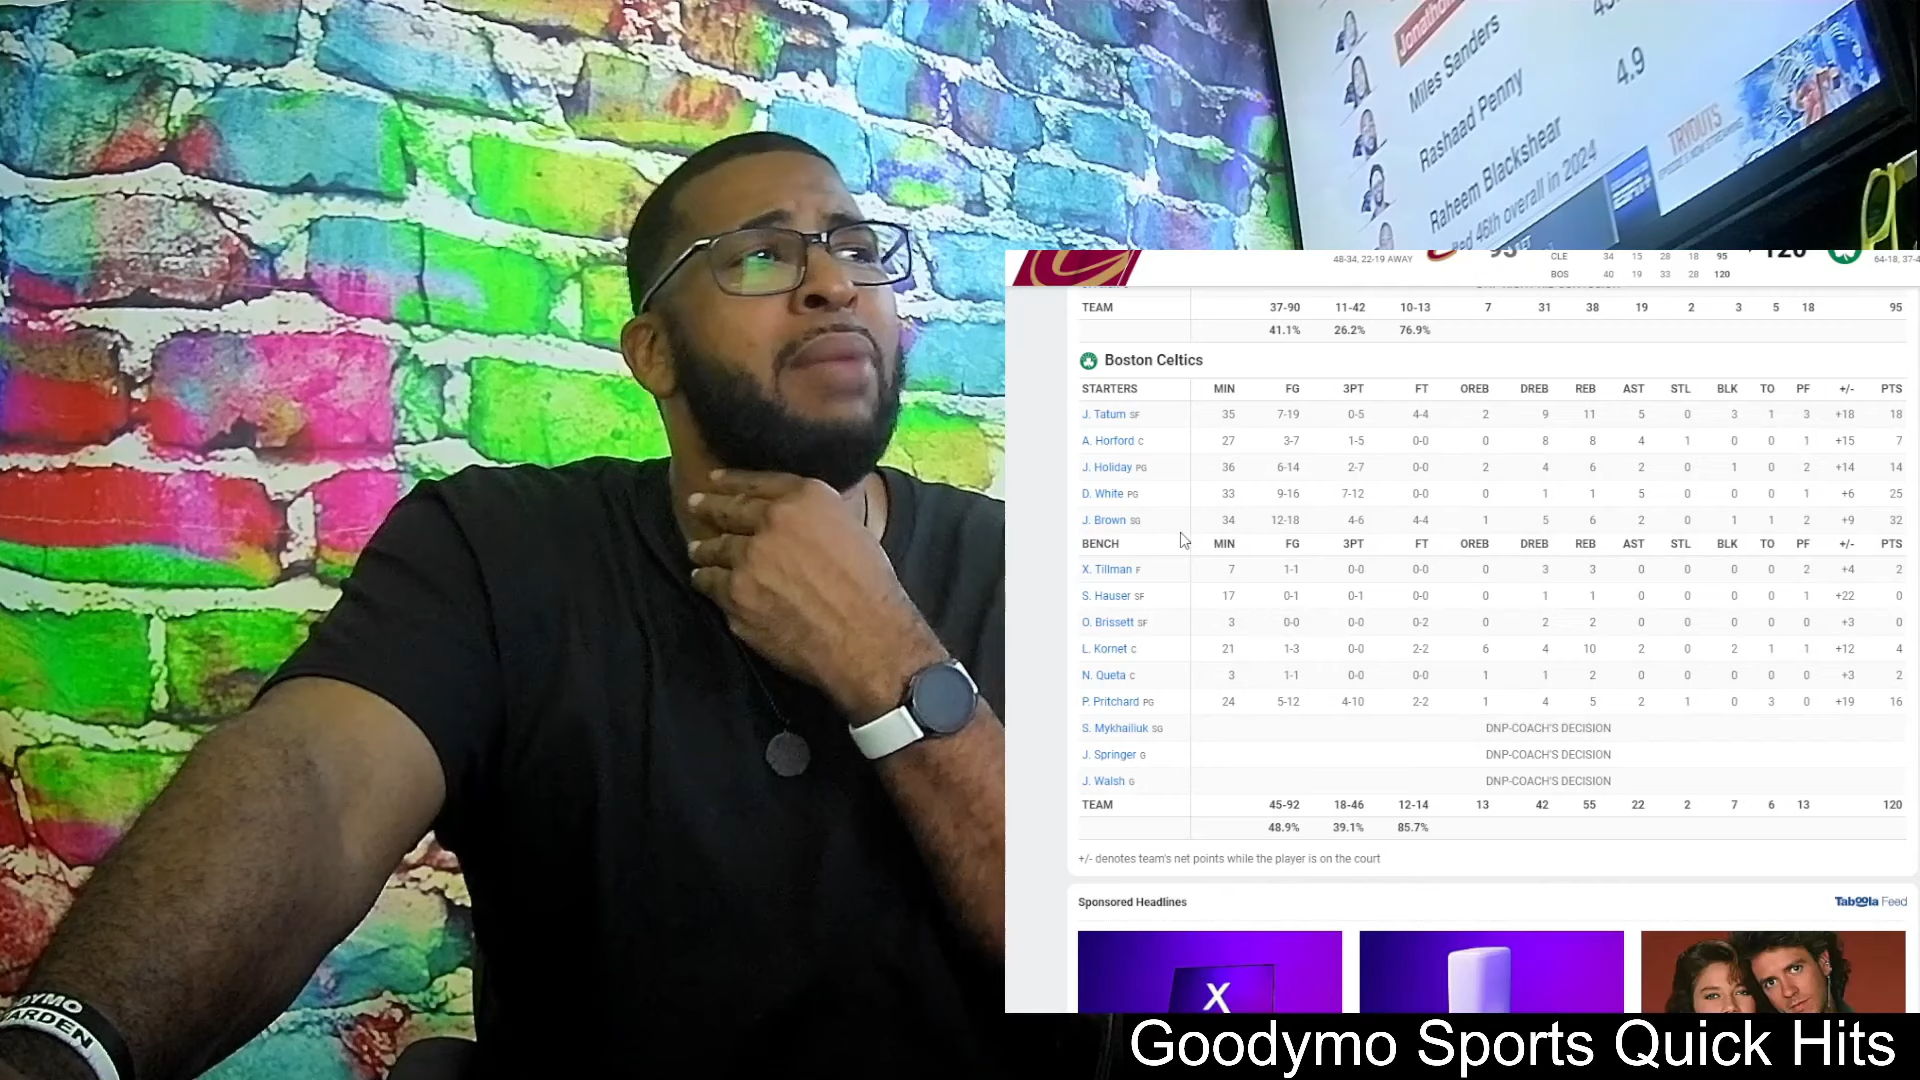 Jonathon
Miles Sanders
Rashaad Penny
4.9
Raheem Blackshear
46th overall in 2024
TRYOUTS
48-34, 22-19 AWAY
CLE 34 15 28 18 95
120
64-18, 37-4
BOS 40 19 33 28 120
TEAM 37-90 11-42 10-13 7 31 38 19 2 3 5 18 95
41.1% 26.2% 76.9%
Boston Celtics
STARTERS MIN FG 3PT FT OREB DREB REB AST STL BLK TO PF +/- PTS
J. Tatum SF 35 7-19 0-5 4-4 2 9 11 5 0 3 1 3 +18 18
A. Horford C 27 3-7 1-5 0-0 0 8 8 4 1 0 0 1 +15 7
J. Holiday PG 36 6-14 2-7 0-0 2 4 6 2 0 1 0 2 +14 14
D. White PG 33 9-16 7-12 0-0 0 1 1 5 0 0 0 1 +6 25
J. Brown SG 34 12-18 4-6 4-4 1 5 6 2 0 1 1 2 +9 32
BENCH MIN FG 3PT FT OREB DREB REB AST STL BLK TO PF +/- PTS
X. Tillman F 7 1-1 0-0 0-0 0 3 3 0 0 0 0 2 +4 2
S. Hauser SF 17 0-1 0-1 0-0 0 1 1 0 0 0 0 1 +22 0
O. Brissett SF 3 0-0 0-0 0-2 0 2 2 0 0 0 0 0 +3 0
L. Kornet C 21 1-3 0-0 2-2 6 4 10 2 0 2 1 1 +12 4
N. Queta C 3 1-1 0-0 0-0 1 1 2 0 0 0 0 0 +3 2
P. Pritchard PG 24 5-12 4-10 2-2 1 4 5 2 1 0 3 0 +19 16
S. Mykhailiuk SG DNP-COACH'S DECISION
J. Springer G DNP-COACH'S DECISION
J. Walsh G DNP-COACH'S DECISION
TEAM 45-92 18-46 12-14 13 42 55 22 2 7 6 13 120
48.9% 39.1% 85.7%
+/- denotes team's net points while the player is on the court
Sponsored Headlines
Taboola Feed
X
Goodymo Sports Quick Hits